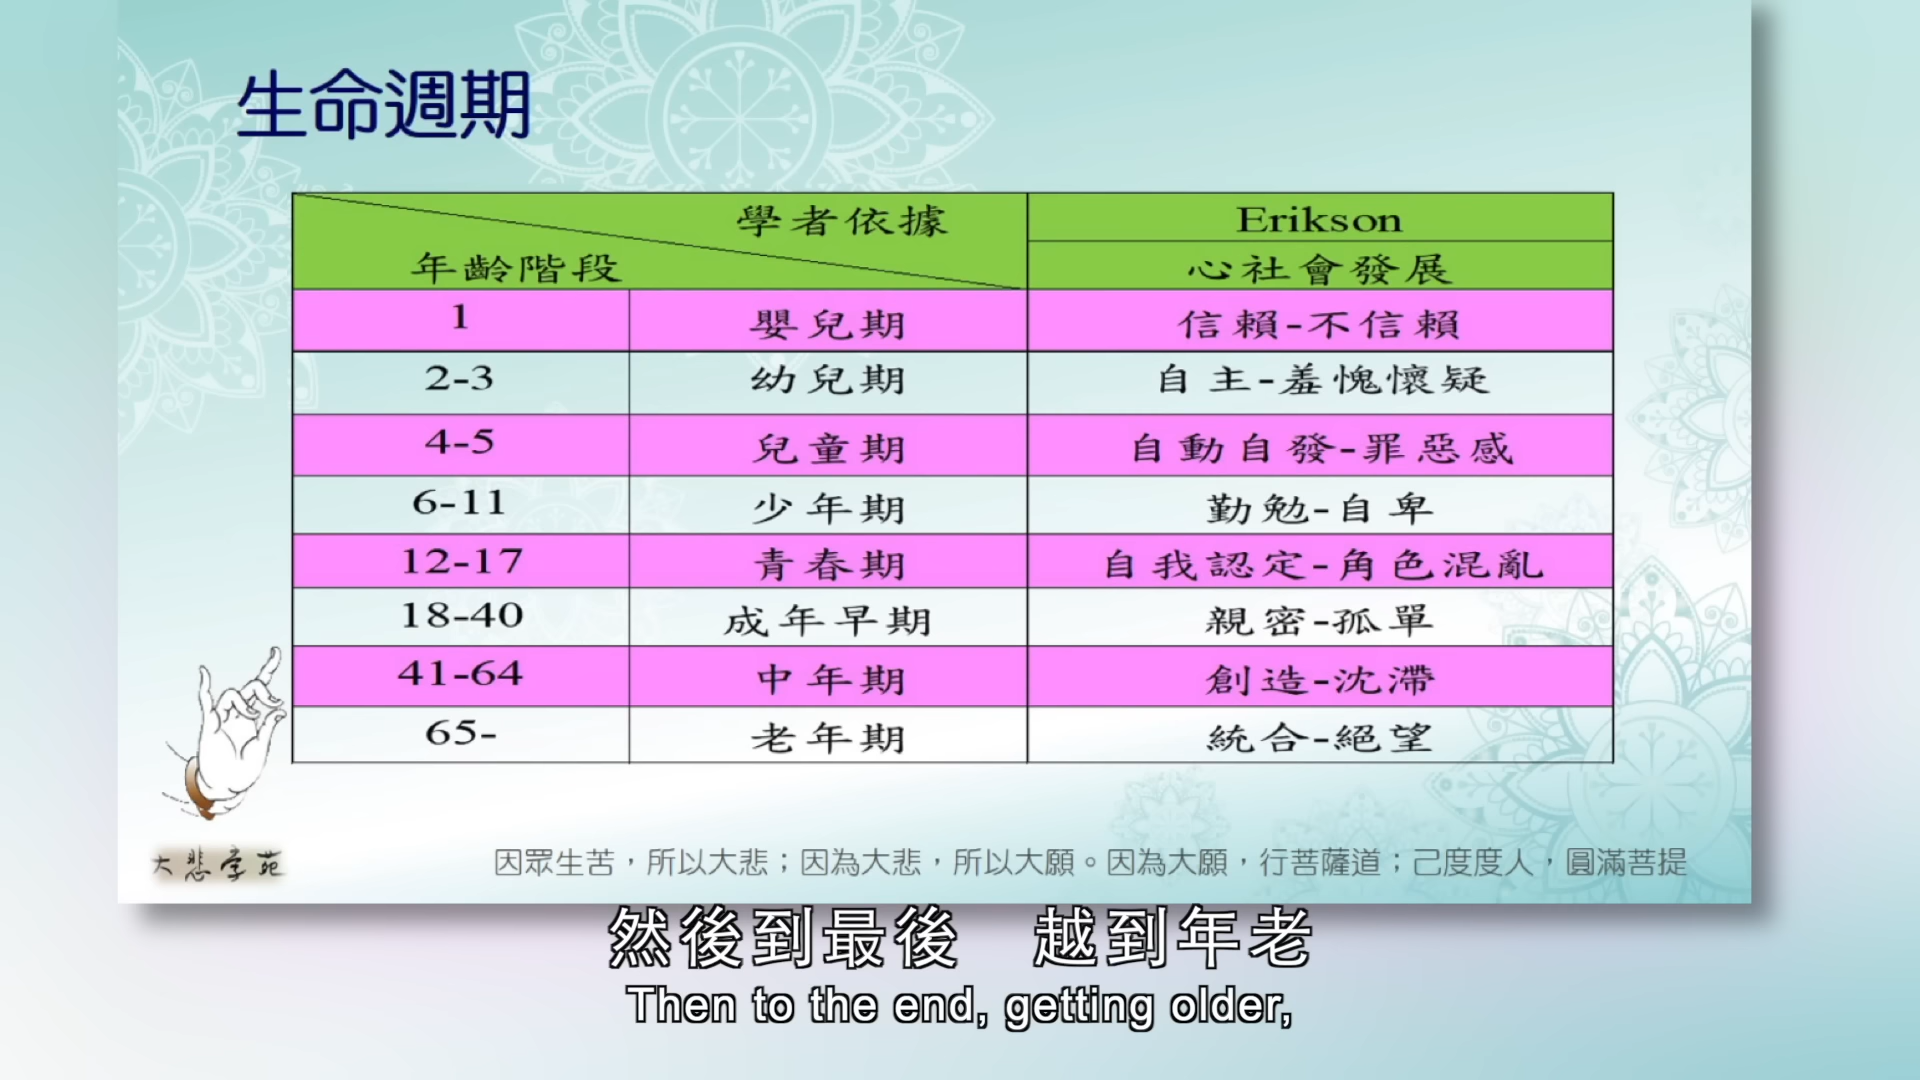 生命週期
學者依據
年齡階段
Erikson
心社會發展
1 嬰兒期 信賴-不信賴
2-3 幼兒期 自主-羞愧懷疑
4-5 兒童期 自動自發-罪惡感
6-11 少年期 勤勉-自卑
12-17 青春期 自我認定-角色混亂
18-40 成年早期 親密-孤單
41-64 中年期 創造-沈滯
65- 老年期 統合-絕望
大悲学苑
因眾生苦，所以大悲；因為大悲，所以大願。因為大願，行菩薩道；己度度人，圓滿菩提
然後到最後 越到年老
Then to the end, getting older,